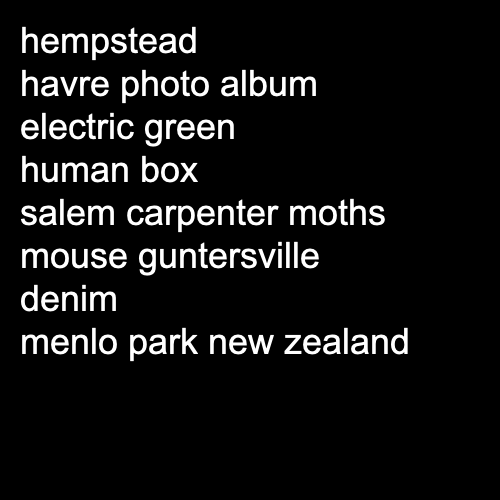 hempstead
havre photo album
electric green
human box
salem carpenter moths
mouse guntersville
denim
menlo park new zealand